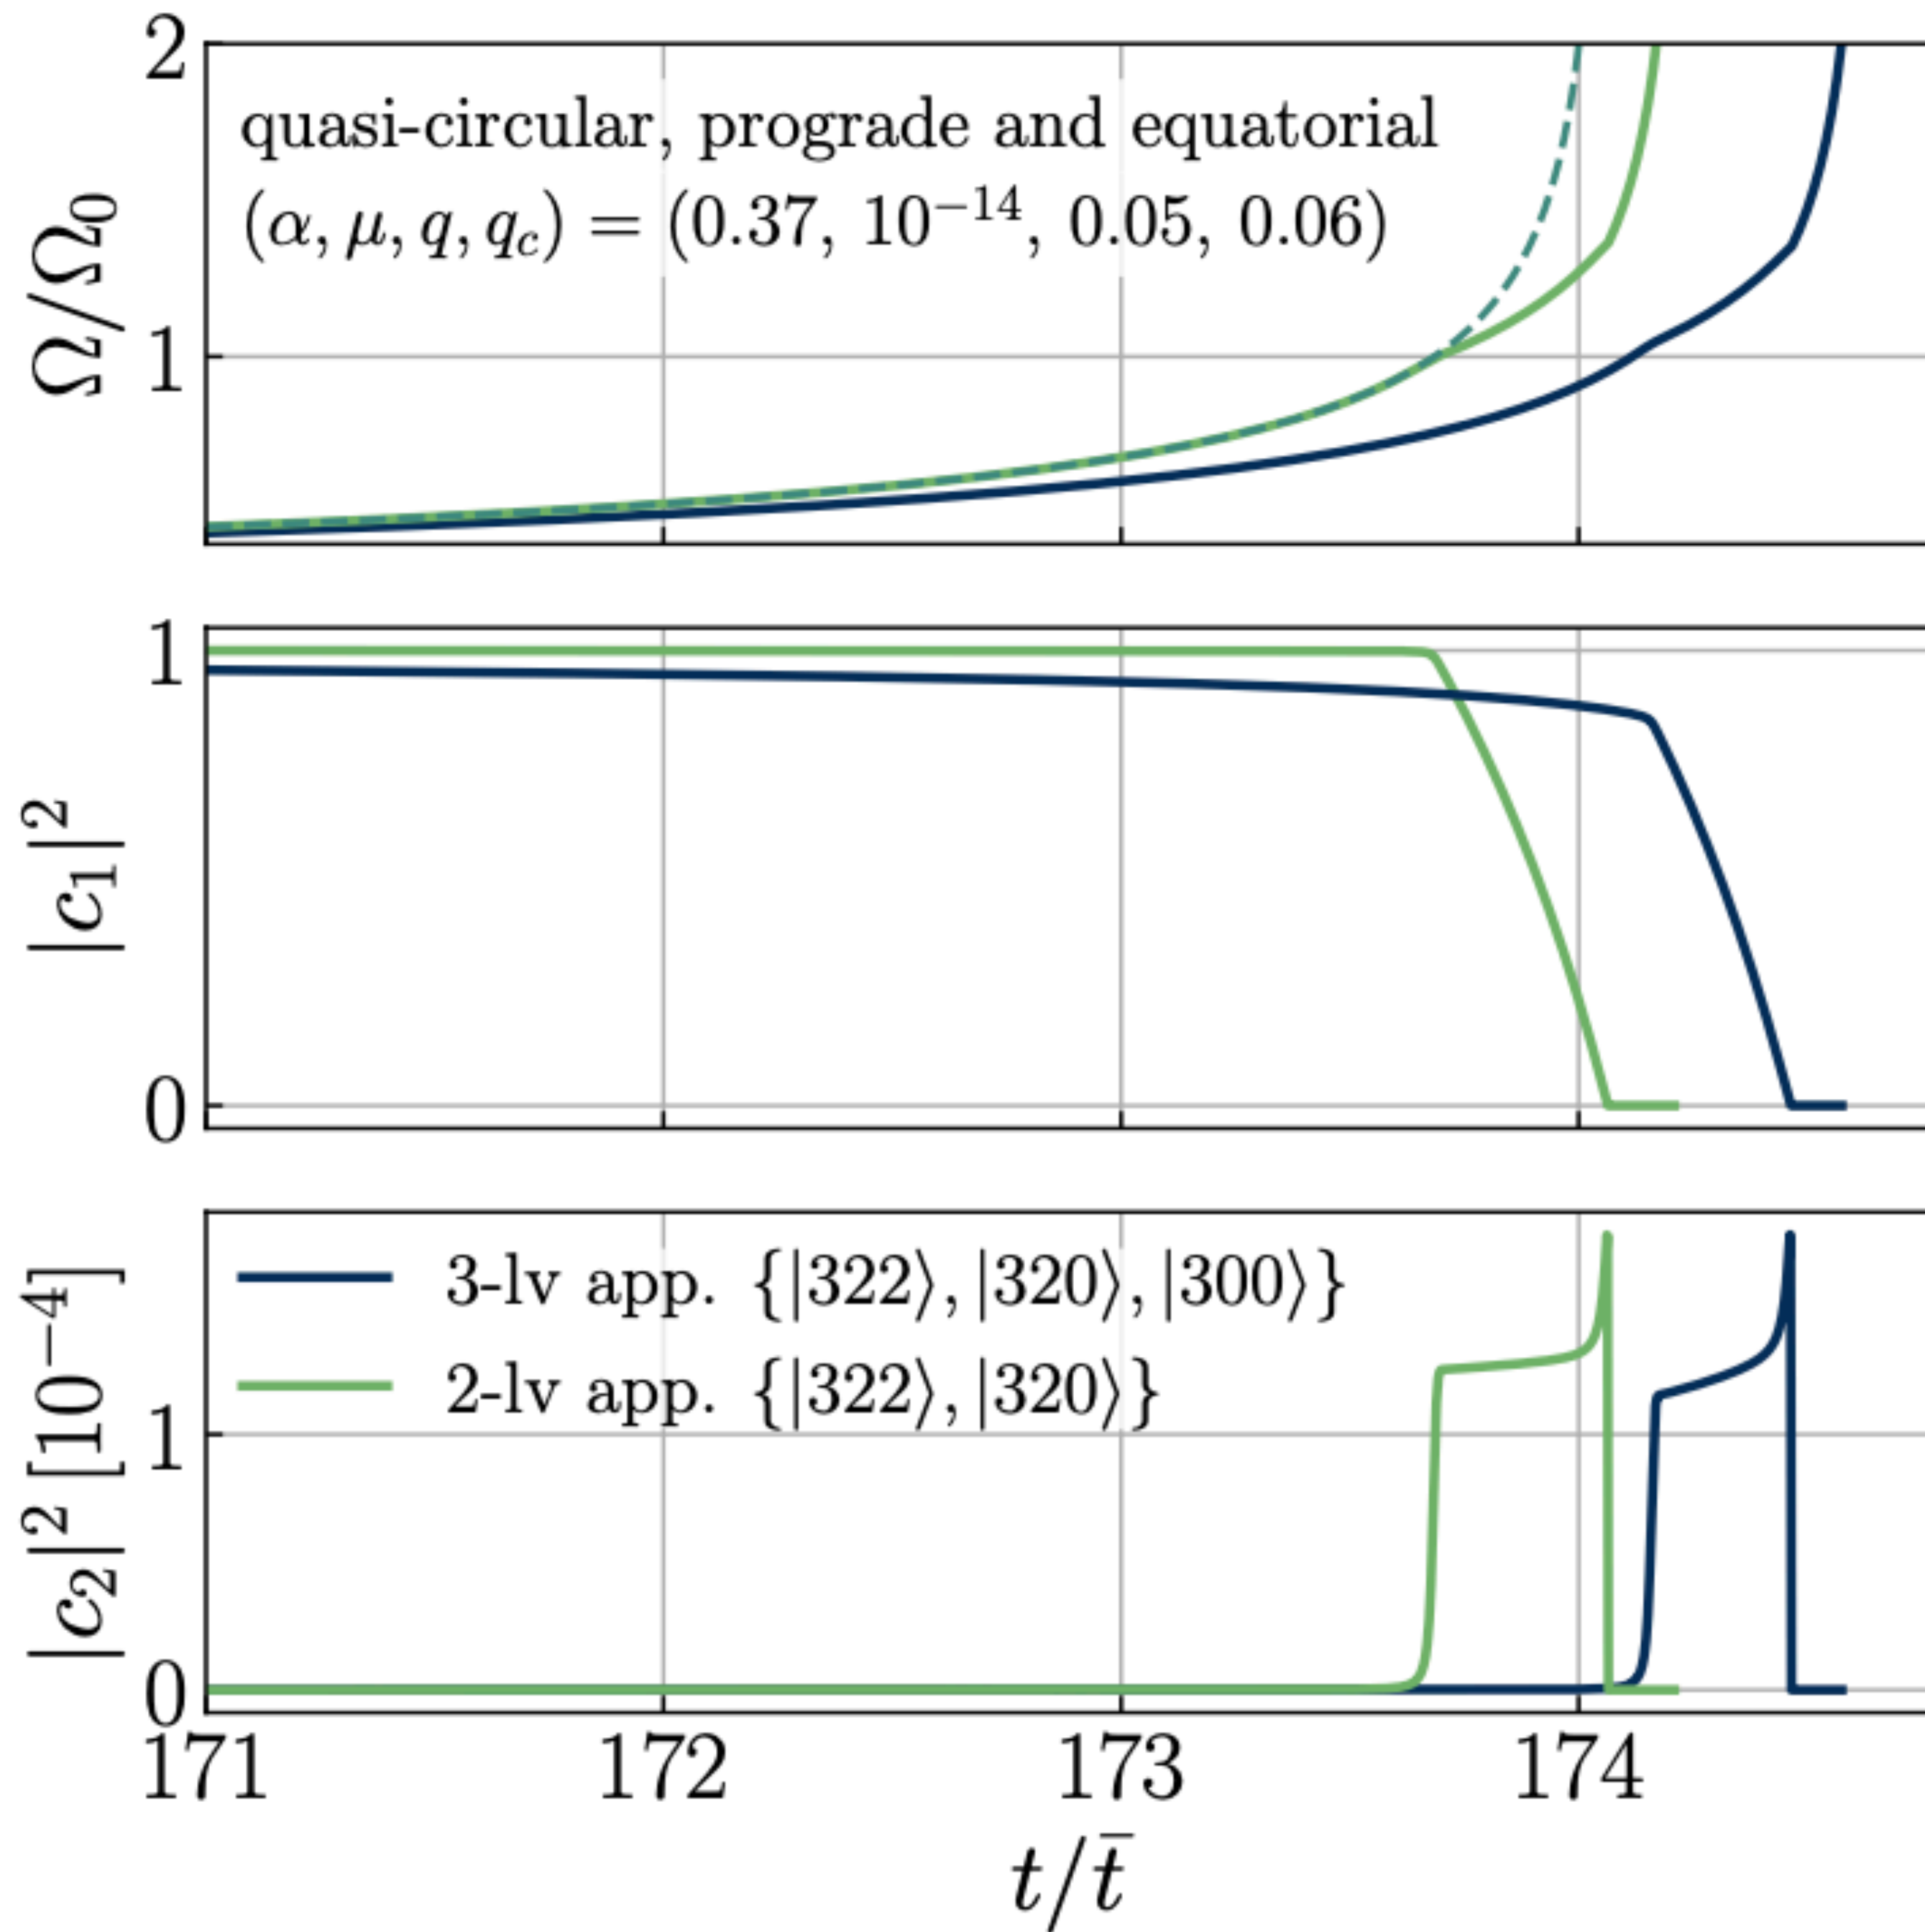 2
quasi-circular, prograde and equatorial
(α, μ, q, q_c) = (0.37, 10^{−14}, 0.05, 0.06)
Ω/Ω_0
1
1
|c_1|^2
0
3-lv app. {|322⟩, |320⟩, |300⟩}
2-lv app. {|322⟩, |320⟩}
|c_2|^2 [10^{−4}]
1
0
171 172 173 174
t/t̄